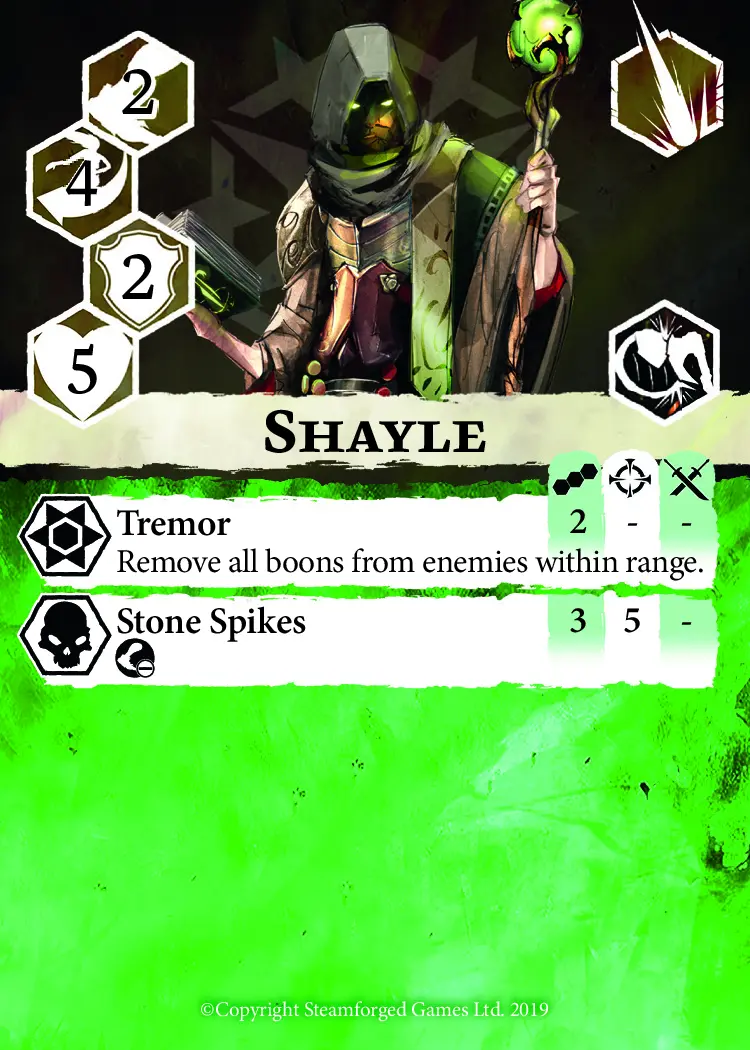 2
4
2
5
Shayle
Tremor 2 - -
Remove all boons from enemies within range.
Stone Spikes 3 5 -
©Copyright Steamforged Games Ltd. 2019